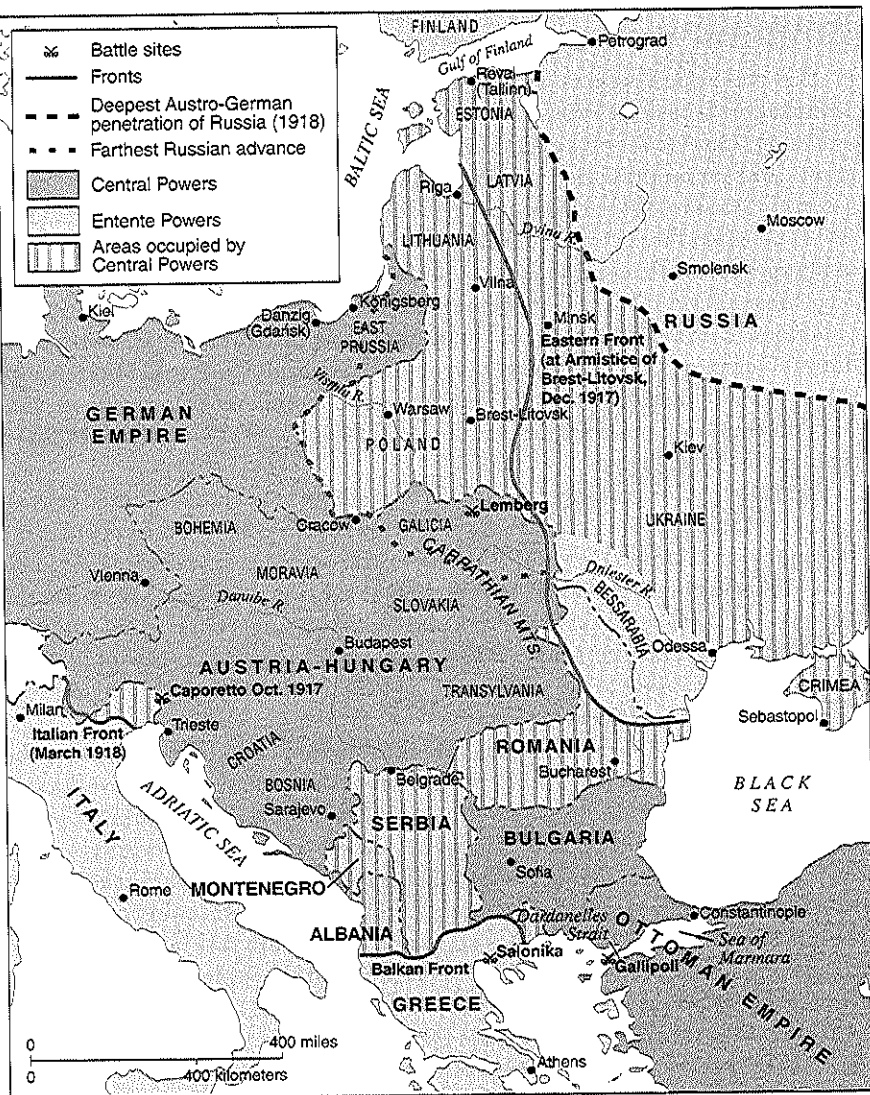 Battle sites
Fronts
Deepest Austro-German
penetration of Russia (1918)
Farthest Russian advance
Central Powers
Entente Powers
Areas occupied by
Central Powers
FINLAND
Petrograd
Gulf of Finland
Reval
(Tallinn)
ESTONIA
BALTIC SEA
Riga
LATVIA
Moscow
LITHUANIA
Dvina R.
Smolensk
Vilna
Kiel
Königsberg
Danzig
(Gdańsk)
EAST
PRUSSIA
Minsk
RUSSIA
Eastern Front
(at Armistice of
Brest-Litovsk,
Dec. 1917)
Vistula R.
GERMAN
EMPIRE
Warsaw
Brest-Litovsk
POLAND
Kiev
Lemberg
BOHEMIA
Cracow
GALICIA
UKRAINE
CARPATHIAN MTS.
Vienna
MORAVIA
Dniester R.
BESSARABIA
Danube R.
SLOVAKIA
Budapest
Odessa
AUSTRIA-HUNGARY
TRANSYLVANIA
CRIMEA
Caporetto Oct. 1917
Milan
Italian Front
(March 1918)
Trieste
Sebastopol
CROATIA
ROMANIA
Bucharest
Belgrade
BOSNIA
Sarajevo
ITALY
ADRIATIC SEA
BLACK
SEA
SERBIA
BULGARIA
Sofia
MONTENEGRO
Rome
Constantinople
ALBANIA
Dardanelles
Strait
OTTOMAN EMPIRE
Sea of
Marmara
Salonika
Balkan Front
Gallipoli
GREECE
0 400 miles
0 400 kilometers
Athens